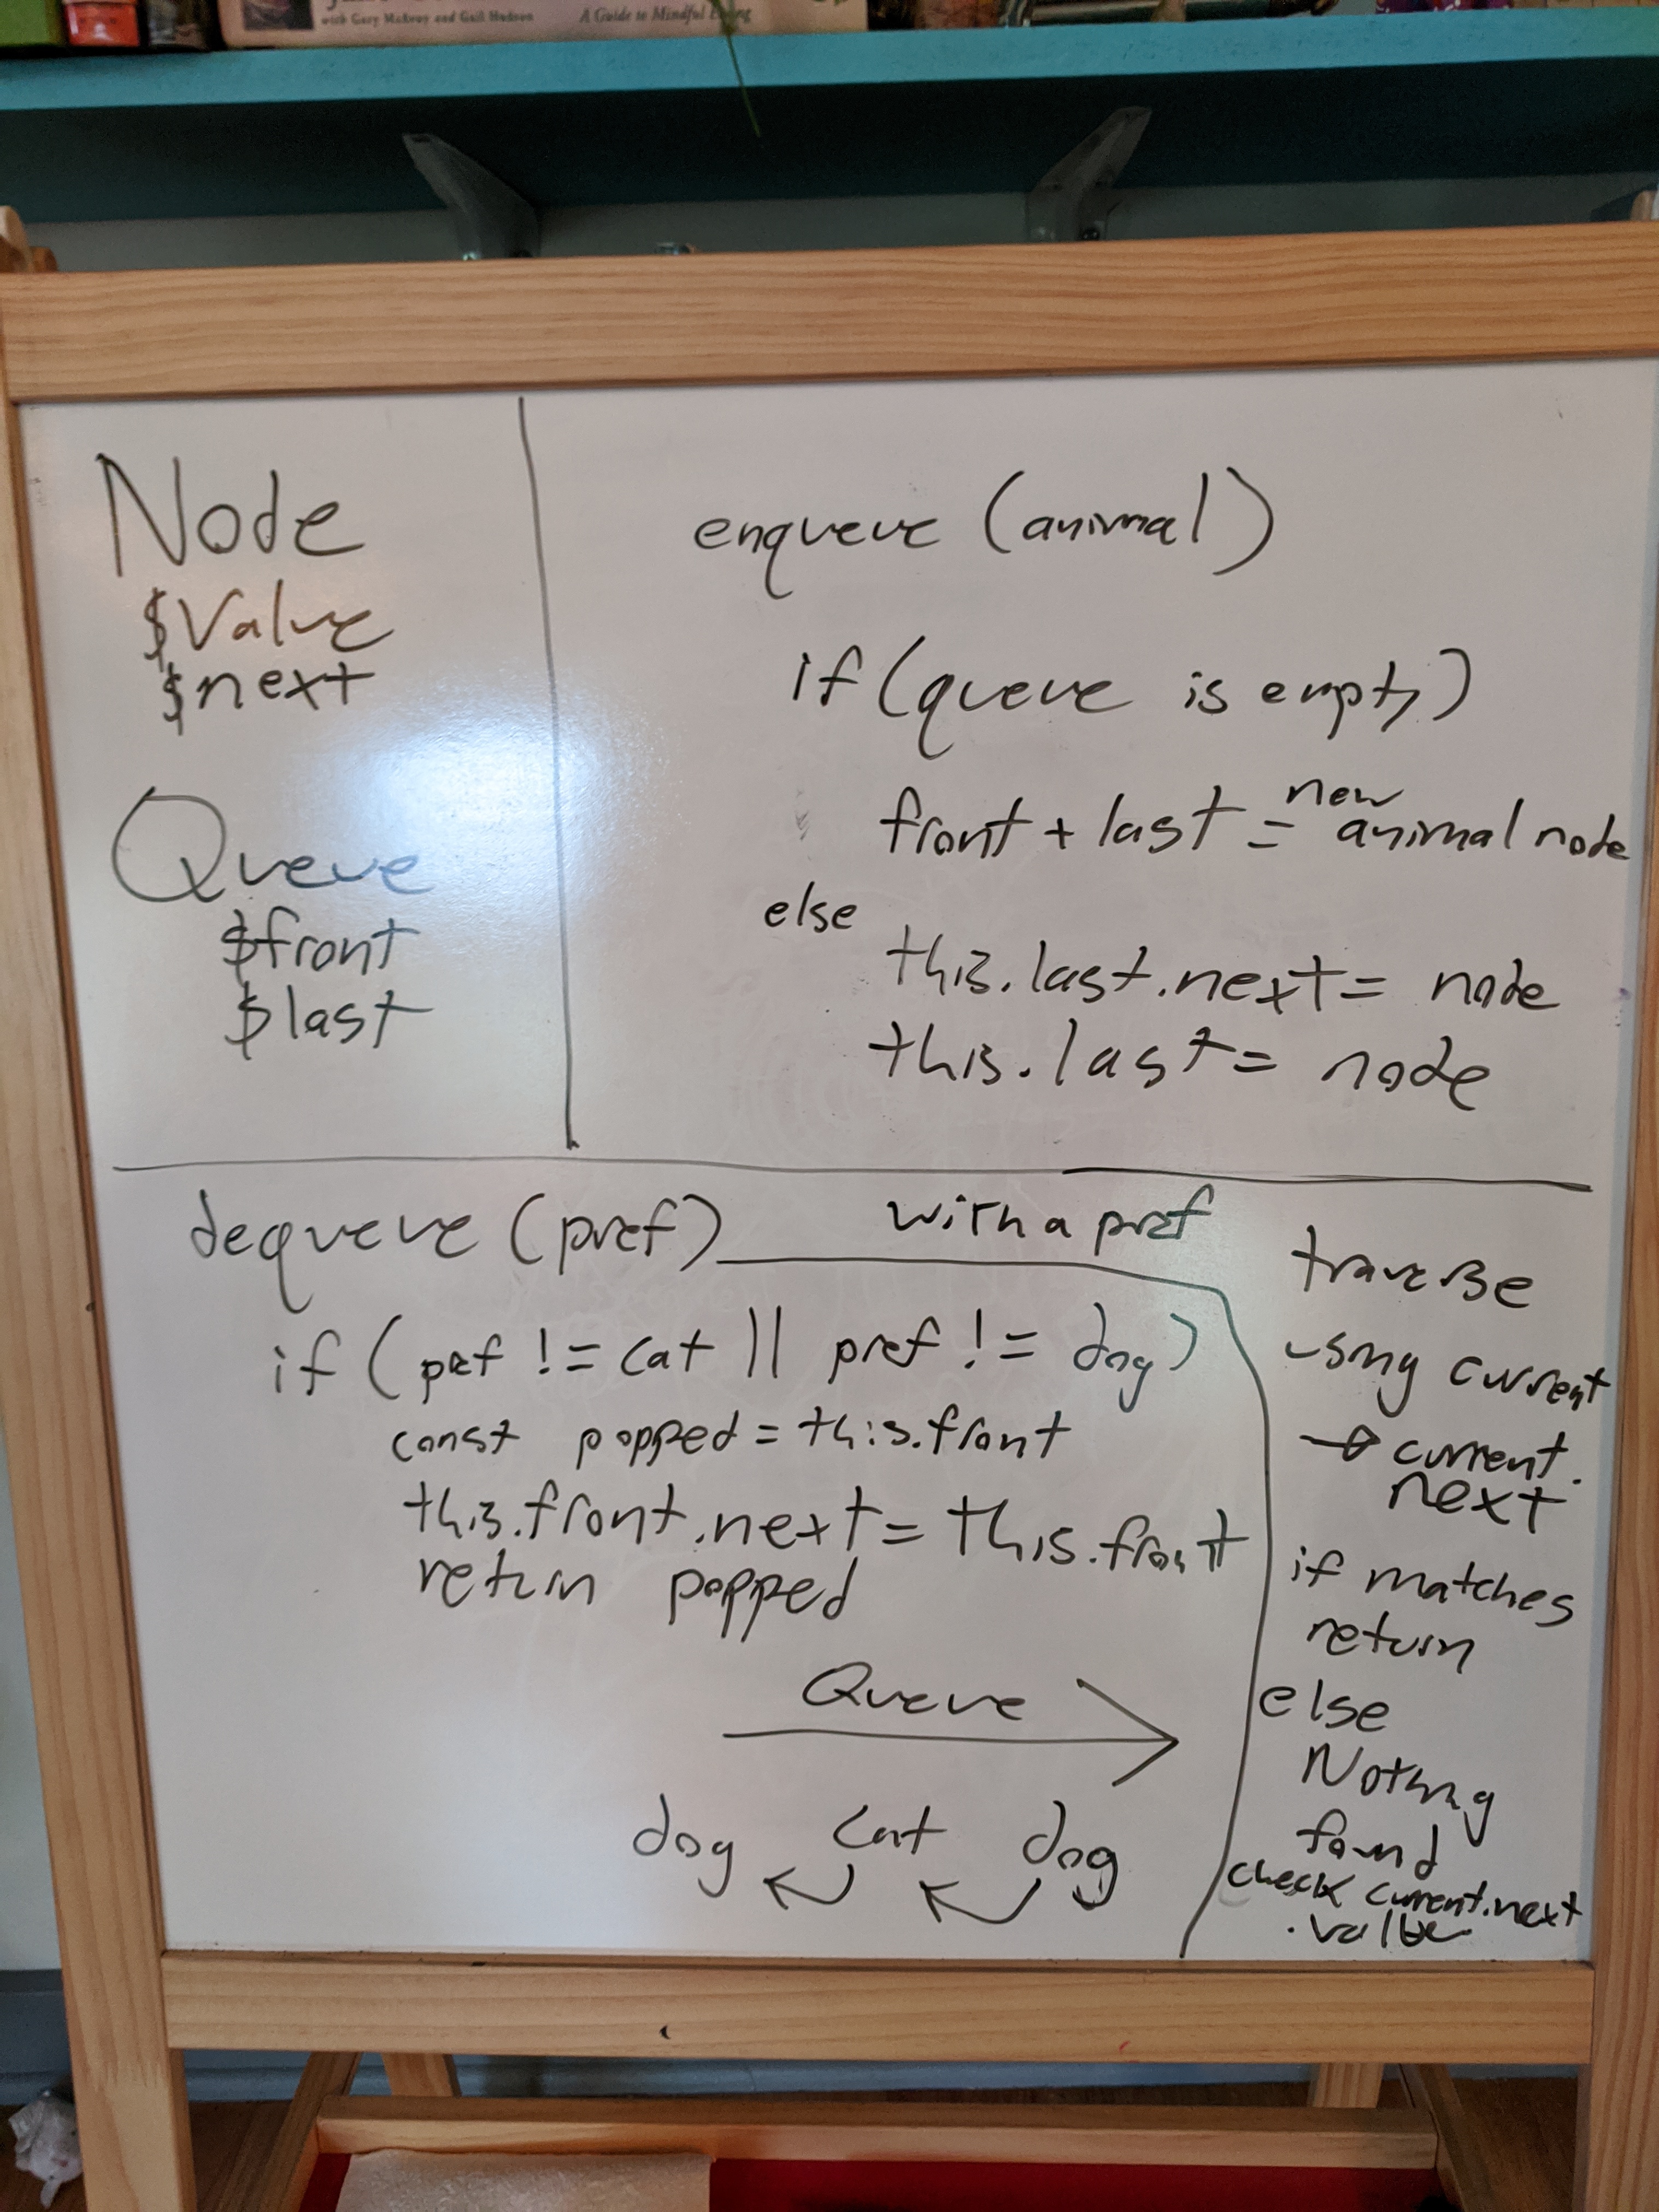 with Gary McAvoy and Gail Hudson
A Guide to Mindful Eating
Node
$Value
$next
Queue
$front
$last
enqueue (animal)
if (queue is empty)
front + last = new animal node
else
this.last.next = node
this.last = node
dequeue (pref)
if (pref != cat || pref != dog)
const popped = this.front
this.front.next = this.front
return popped
Queue
dog cat dog
with a pref
traverse
using current
→ current.
next
if matches
return
else
Nothing
found
check current.next
.value